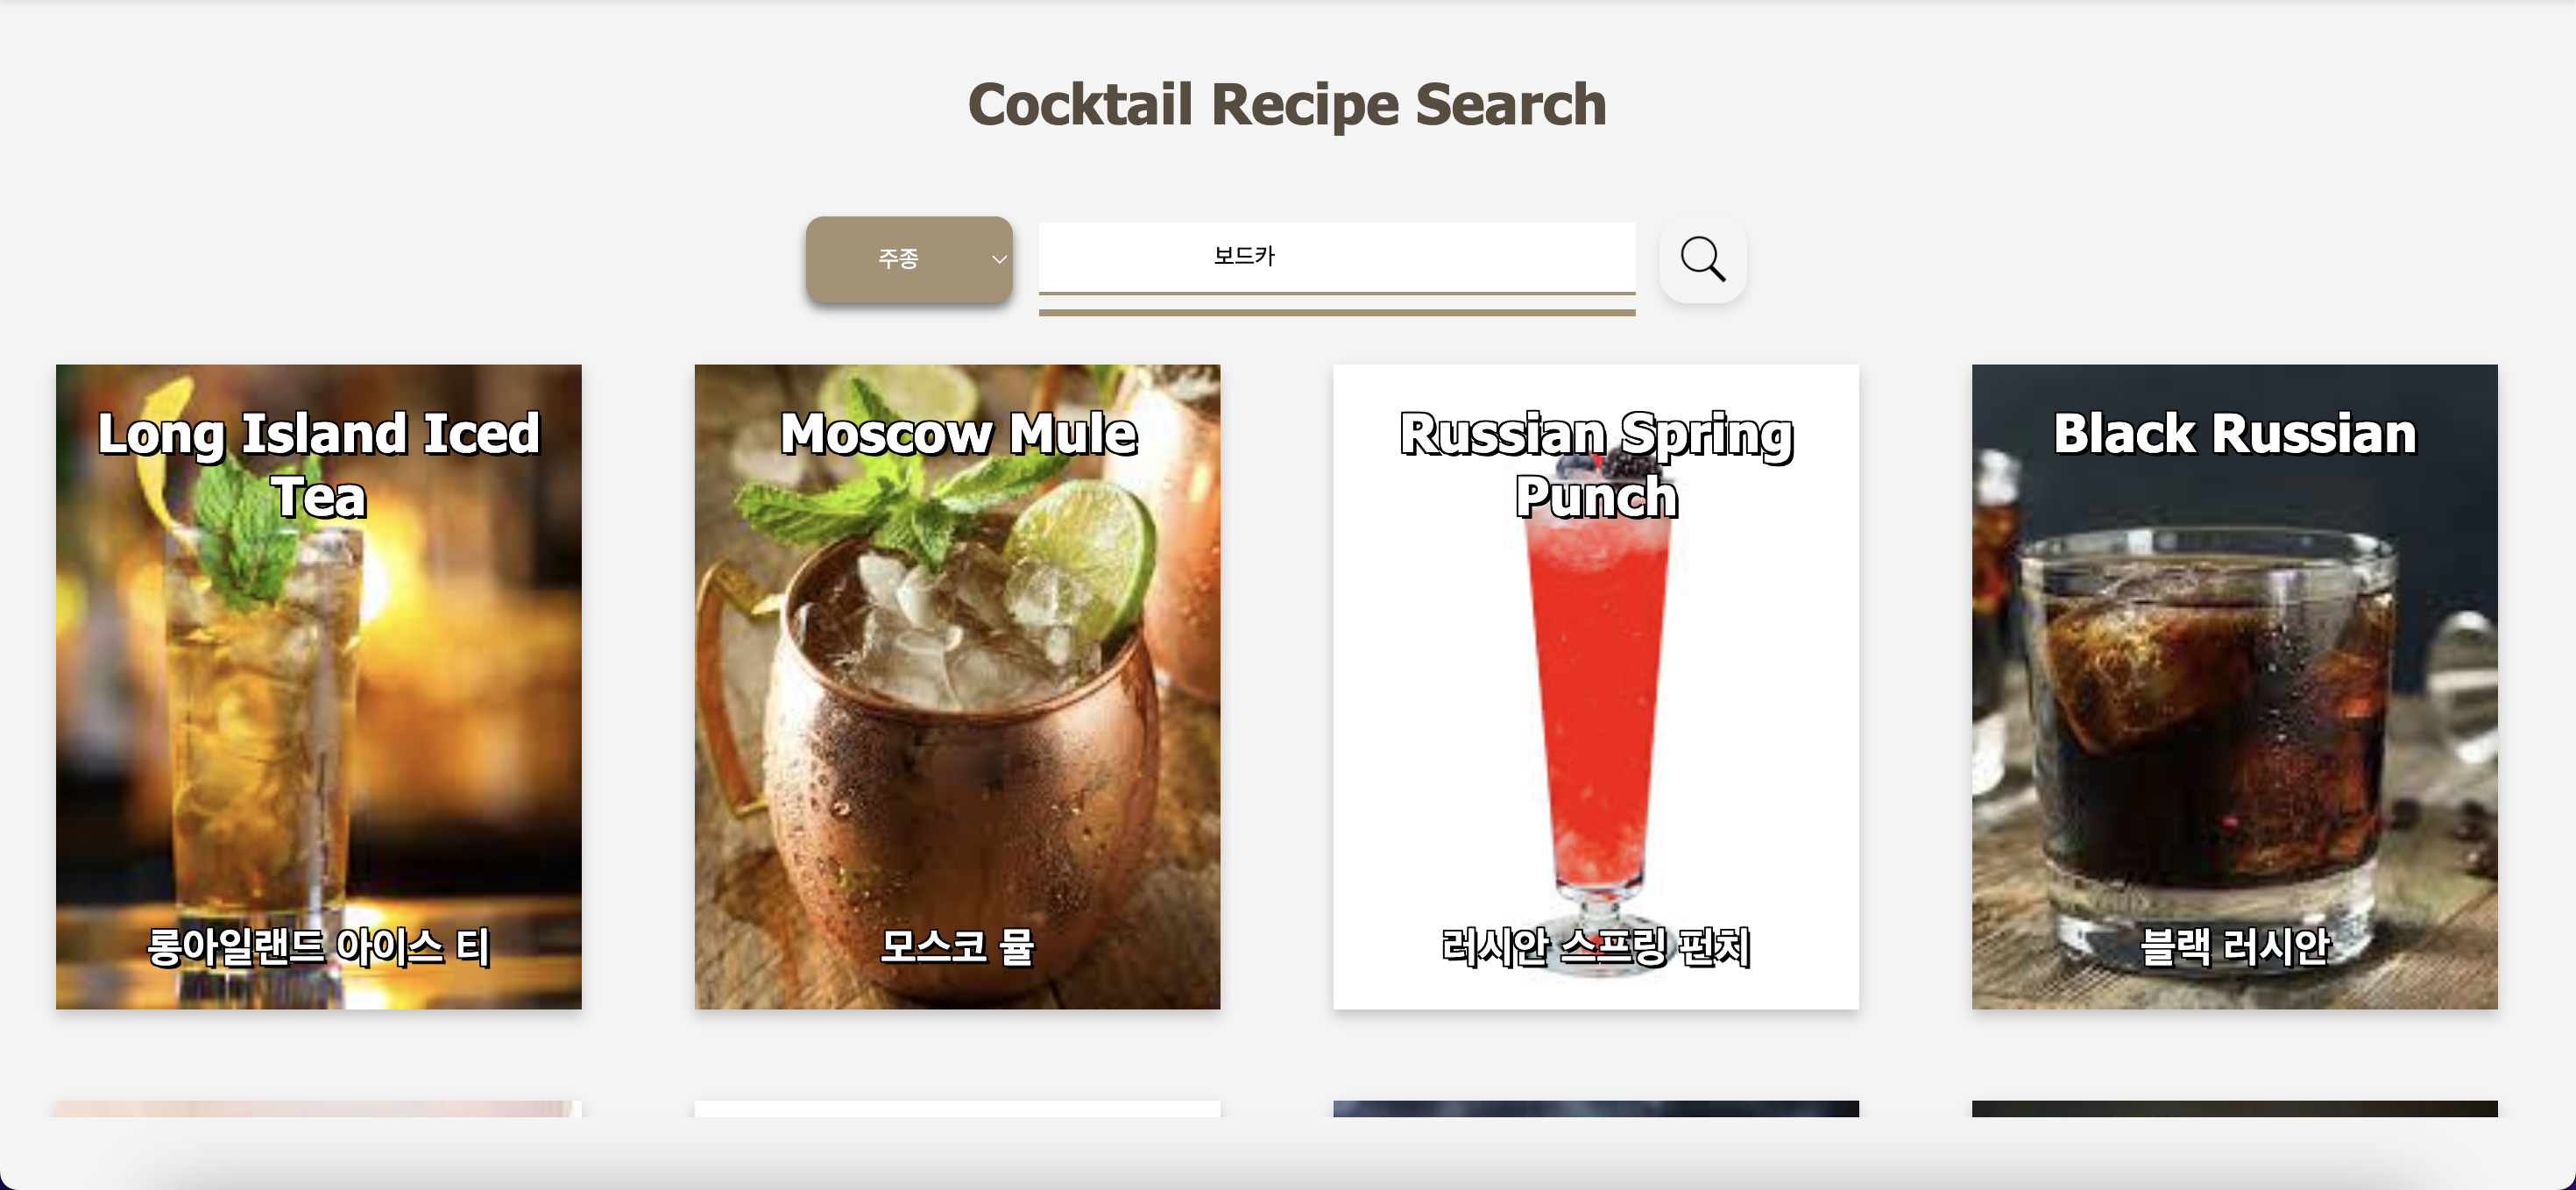 Cocktail Recipe Search
주종
보드카
Long Island Iced
Tea
롱아일랜드 아이스 티
Moscow Mule
모스코 뮬
Russian Spring
Punch
러시안 스프링 펀치
Black Russian
블랙 러시안